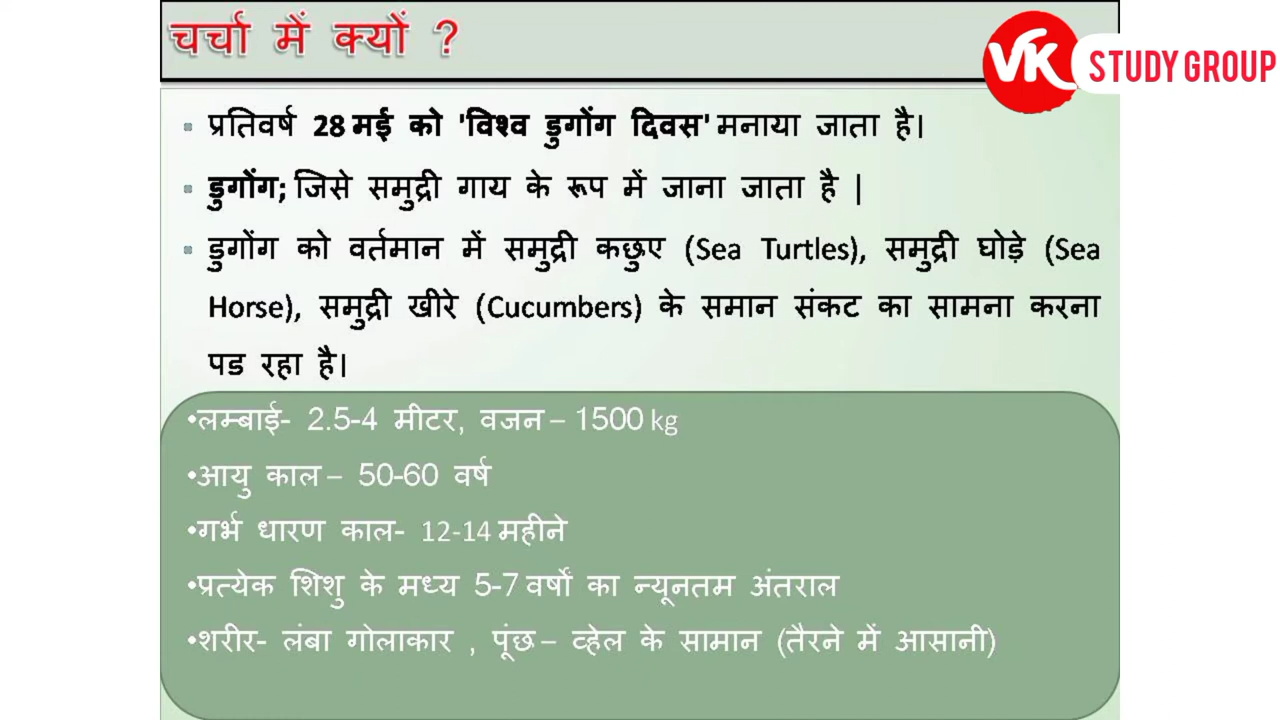 चर्चा में क्यों ?
VK STUDY GROUP
प्रतिवर्ष 28 मई को 'विश्व डुगोंग दिवस' मनाया जाता है।
डुगोंग; जिसे समुद्री गाय के रूप में जाना जाता है |
डुगोंग को वर्तमान में समुद्री कछुए (Sea Turtles), समुद्री घोड़े (Sea
Horse), समुद्री खीरे (Cucumbers) के समान संकट का सामना करना
पड रहा है।
•लम्बाई- 2.5-4 मीटर, वजन – 1500 kg
•आयु काल – 50-60 वर्ष
•गर्भ धारण काल- 12-14 महीने
•प्रत्येक शिशु के मध्य 5-7 वर्षों का न्यूनतम अंतराल
•शरीर- लंबा गोलाकार , पूंछ – व्हेल के सामान (तैरने में आसानी)